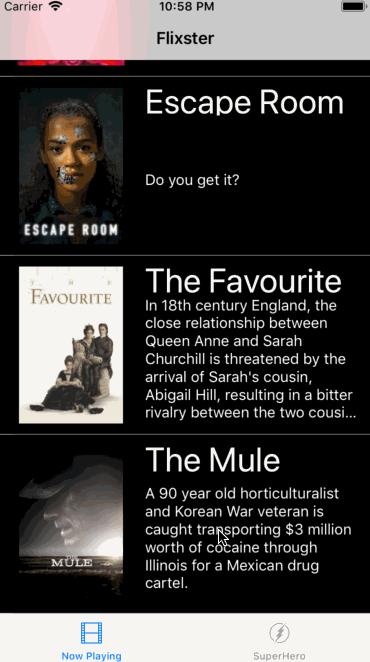 Carrier 10:58 PM
Flixster
Escape Room
Do you get it?
ESCAPE ROOM
The Favourite
In 18th century England, the
close relationship between
Queen Anne and Sarah
Churchill is threatened by the
arrival of Sarah's cousin,
Abigail Hill, resulting in a bitter
rivalry between the two cousi...
THE
FAVOURITE
The Mule
A 90 year old horticulturalist
and Korean War veteran is
caught transporting $3 million
worth of cocaine through
Illinois for a Mexican drug
cartel.
THE
MULE
Now Playing
SuperHero